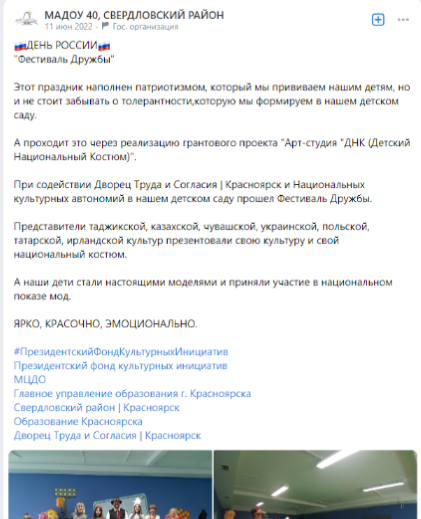 МАДОУ 40, СВЕРДЛОВСКИЙ РАЙОН
11 июн 2022 · Гос. организация
🇷🇺ДЕНЬ РОССИИ🇷🇺
"Фестиваль Дружбы"
Этот праздник наполнен патриотизмом, который мы прививаем нашим детям, но
и не стоит забывать о толерантности,которую мы формируем в нашем детском
саду.
А проходит это через реализацию грантового проекта "Арт-студия "ДНК (Детский
Национальный Костюм)".
При содействии Дворец Труда и Согласия | Красноярск и Национальных
культурных автономий в нашем детском саду прошел Фестиваль Дружбы.
Представители таджикской, казахской, чувашской, украинской, польской,
татарской, ирландской культур презентовали свою культуру и свой
национальный костюм.
А наши дети стали настоящими моделями и приняли участие в национальном
показе мод.
ЯРКО, КРАСОЧНО, ЭМОЦИОНАЛЬНО.
#ПрезидентскийФондКультурныхИнициатив
Президентский фонд культурных инициатив
МЦДО
Главное управление образования г. Красноярска
Свердловский район | Красноярск
Образование Красноярска
Дворец Труда и Согласия | Красноярск